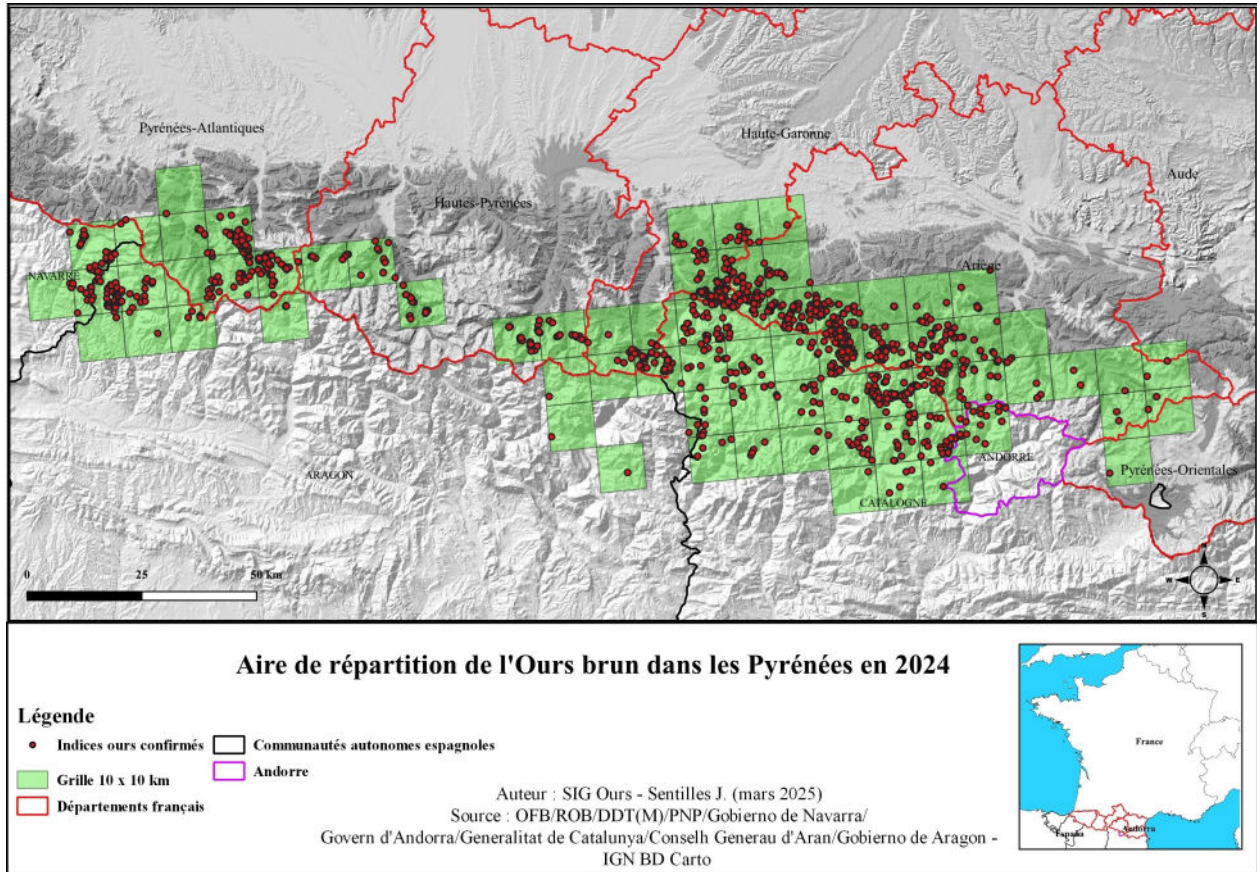 Pyrénées-Atlantiques
Haute-Garonne
Aude
Hautes-Pyrénées
NAVARRE
Ariège
ARAGON
ANDORRE
Pyrénées-Orientales
CATALOGNE
0 25 50 km
N
W E
S
Aire de répartition de l'Ours brun dans les Pyrénées en 2024
Légende
Indices ours confirmés
Communautés autonomes espagnoles
Grille 10 x 10 km
Andorre
Départements français
Auteur : SIG Ours - Sentilles J. (mars 2025)
Source : OFB/ROB/DDT(M)/PNP/Gobierno de Navarra/
Govern d'Andorra/Generalitat de Catalunya/Conselh Generau d'Aran/Gobierno de Aragon -
IGN BD Carto
France
España
Andorra